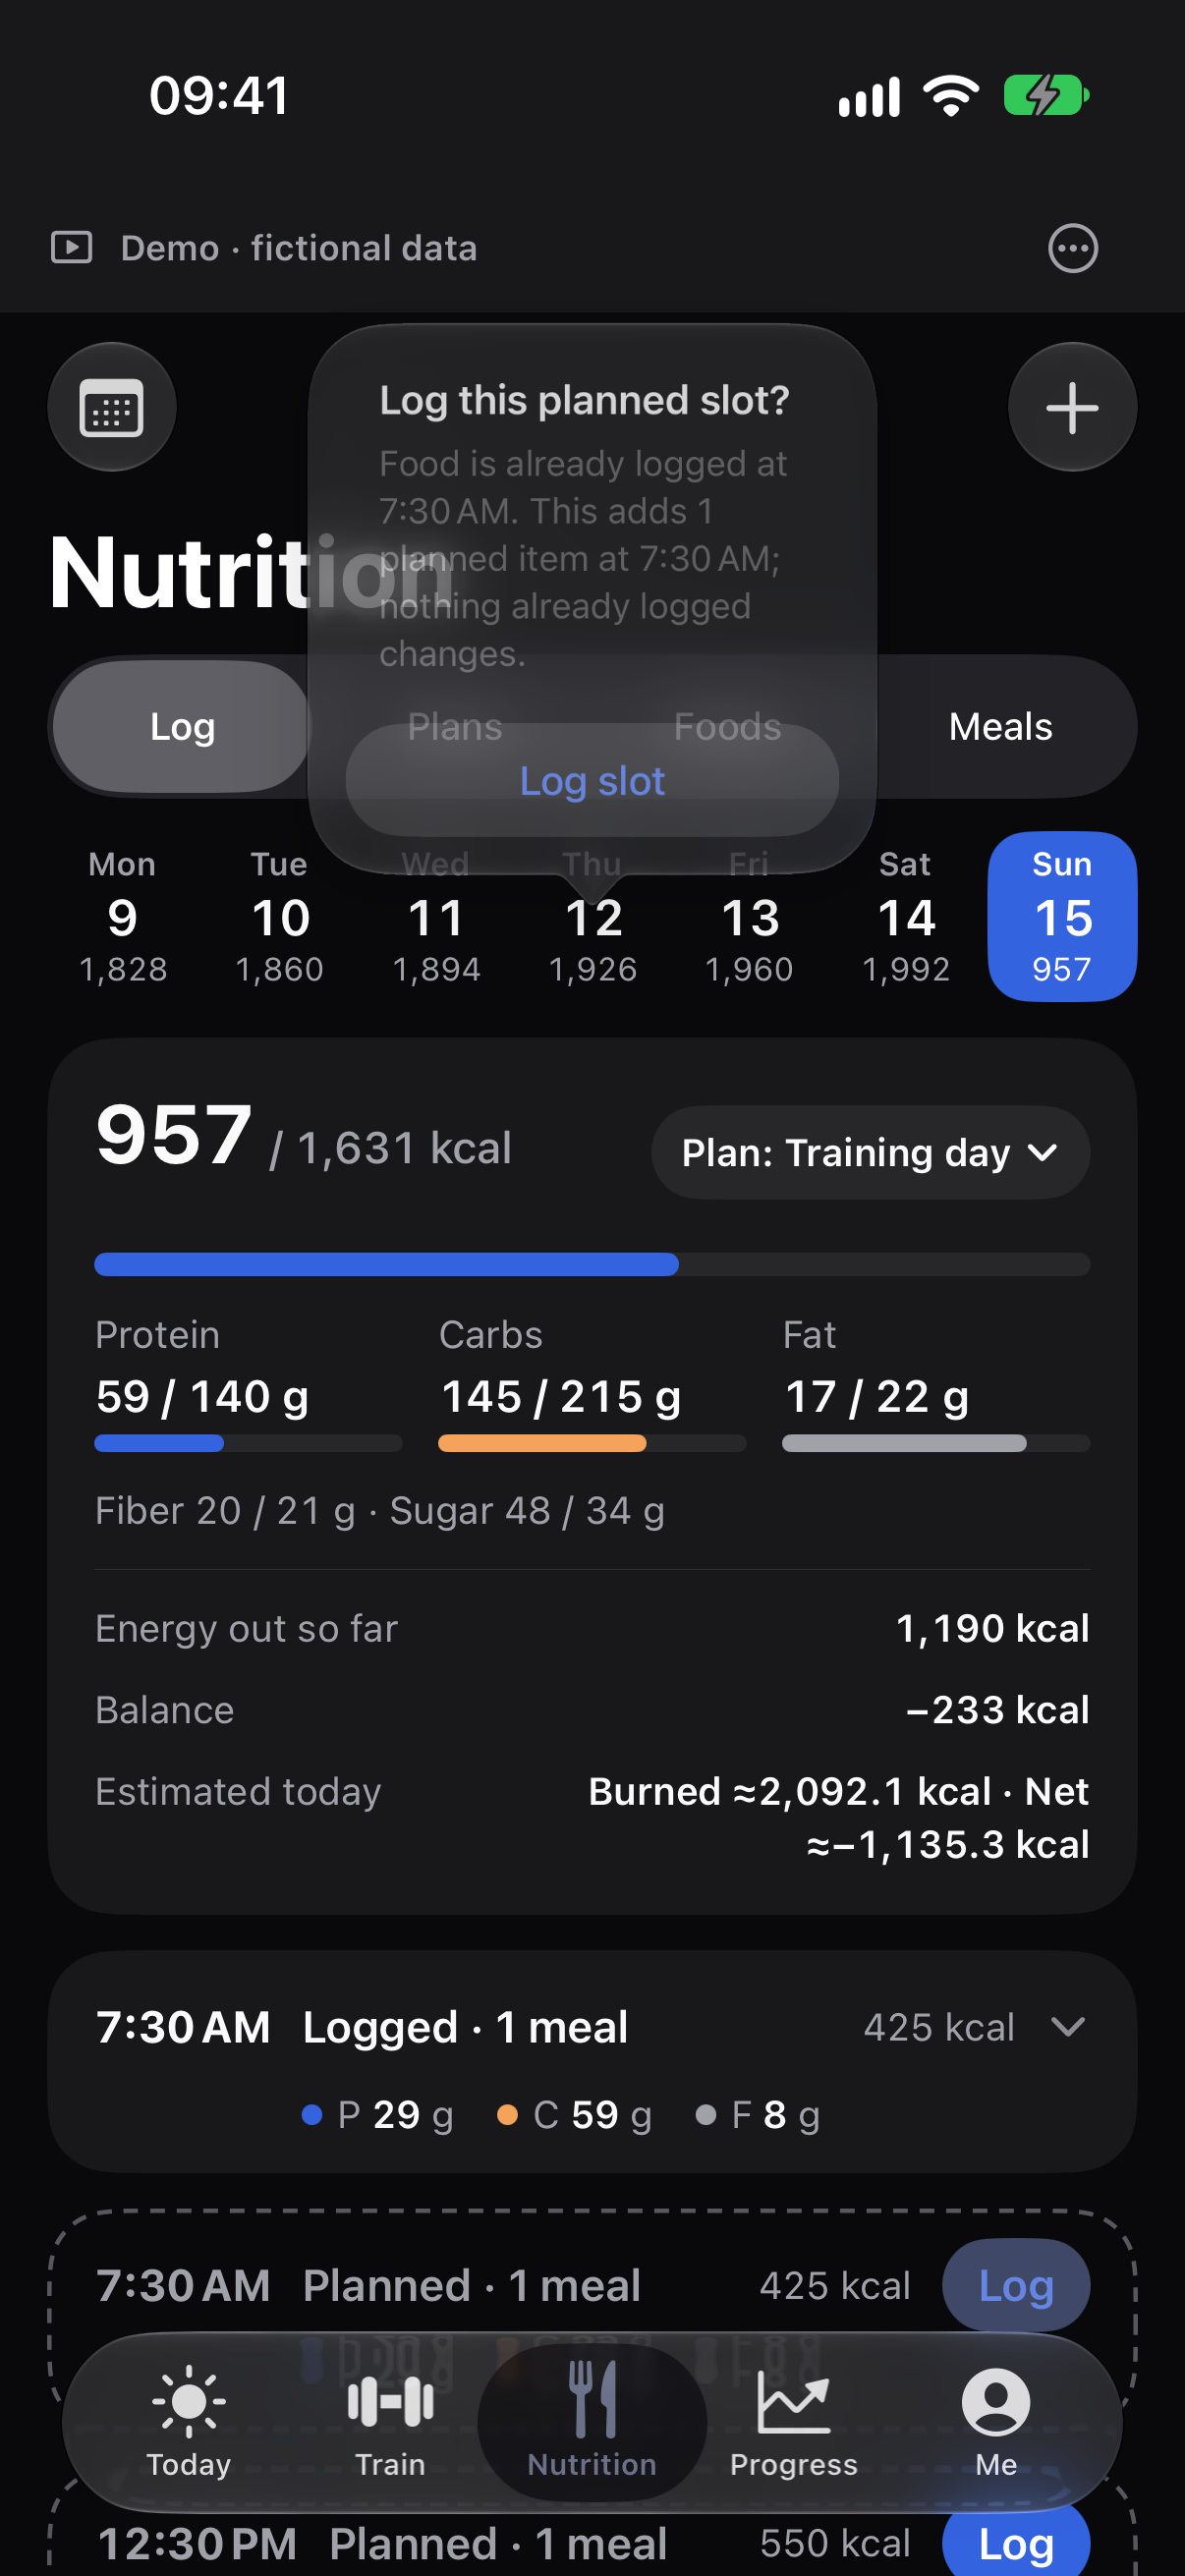 09:41
Demo · fictional data
Log this planned slot?
Food is already logged at
7:30 AM. This adds 1
planned item at 7:30 AM;
nothing already logged
changes.
Log slot
Nutrition
Log
Plans
Foods
Meals
Mon
Tue
Wed
Thu
Fri
Sat
Sun
9
10
11
12
13
14
15
1,828
1,860
1,894
1,926
1,960
1,992
957
957 / 1,631 kcal
Plan: Training day
Protein
Carbs
Fat
59 / 140 g
145 / 215 g
17 / 22 g
Fiber 20 / 21 g · Sugar 48 / 34 g
Energy out so far
1,190 kcal
Balance
−233 kcal
Estimated today
Burned ≈2,092.1 kcal · Net
≈−1,135.3 kcal
7:30 AM Logged · 1 meal
425 kcal
P 29 g
C 59 g
F 8 g
7:30 AM Planned · 1 meal
425 kcal
Log
Today
Train
Nutrition
Progress
Me
12:30 PM Planned · 1 meal
550 kcal
Log